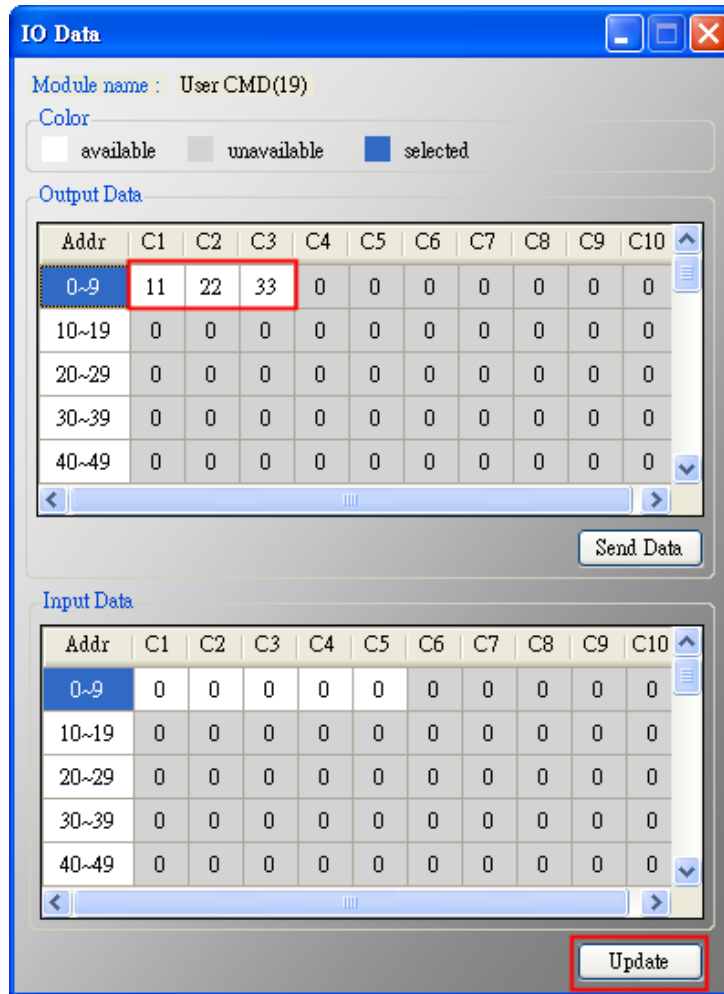 IO Data
Module name : User CMD(19)
Color
available unavailable selected
Output Data
Addr C1 C2 C3 C4 C5 C6 C7 C8 C9 C10
0~9 11 22 33 0 0 0 0 0 0 0
10~19 0 0 0 0 0 0 0 0 0 0
20~29 0 0 0 0 0 0 0 0 0 0
30~39 0 0 0 0 0 0 0 0 0 0
40~49 0 0 0 0 0 0 0 0 0 0
Send Data
Input Data
Addr C1 C2 C3 C4 C5 C6 C7 C8 C9 C10
0~9 0 0 0 0 0 0 0 0 0 0
10~19 0 0 0 0 0 0 0 0 0 0
20~29 0 0 0 0 0 0 0 0 0 0
30~39 0 0 0 0 0 0 0 0 0 0
40~49 0 0 0 0 0 0 0 0 0 0
Update